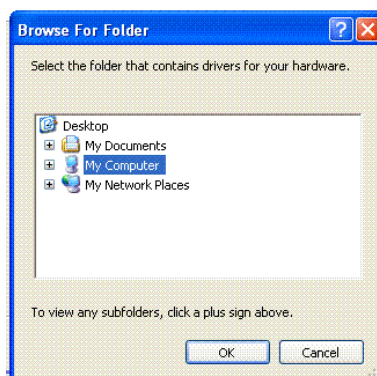 Browse For Folder
Select the folder that contains drivers for your hardware.
Desktop
My Documents
My Computer
My Network Places
To view any subfolders, click a plus sign above.
OK Cancel